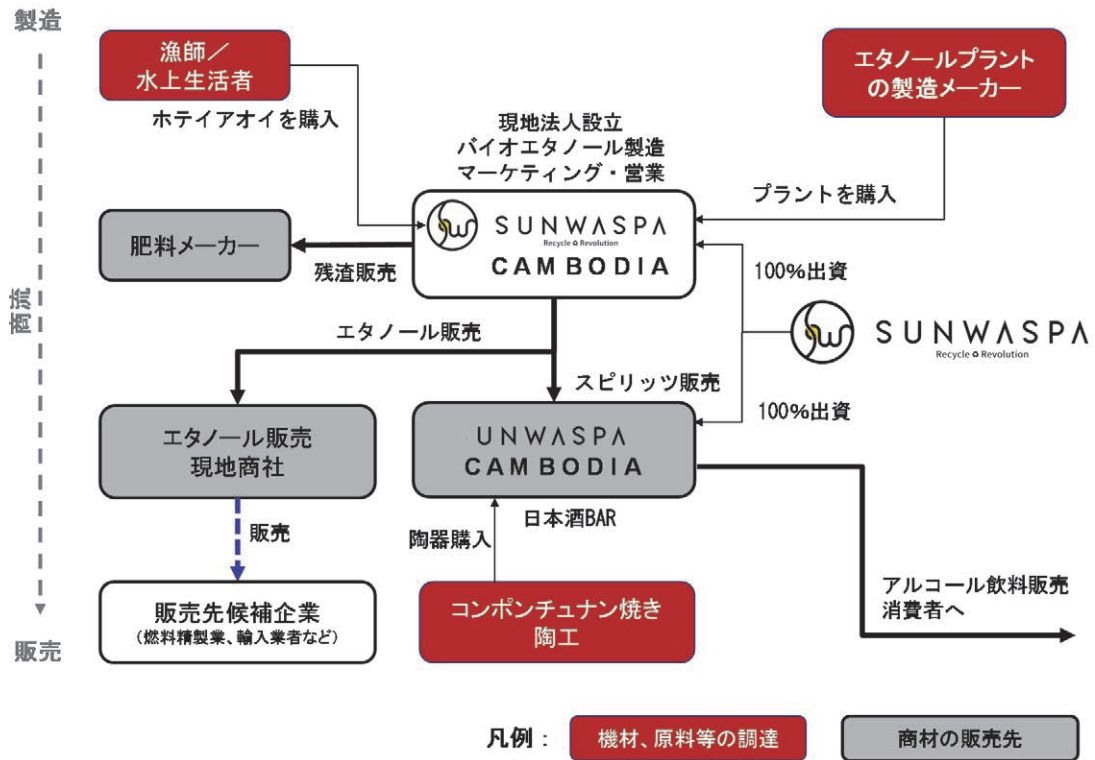 製造
漁師／
水上生活者
エタノールプラント
の製造メーカー
ホテイアオイを購入
現地法人設立
バイオエタノール製造
マーケティング・営業
プラントを購入
肥料メーカー
SUNWASPA
Recycle Revolution
CAMBODIA
残渣販売
100%出資
商流
エタノール販売
SUNWASPA
Recycle Revolution
スピリッツ販売
100%出資
エタノール販売
現地商社
UNWASPA
CAMBODIA
販売
陶器購入
日本酒BAR
販売先候補企業
(燃料精製業、輸入業者など)
コンポンチュナン焼き
陶工
アルコール飲料販売
消費者へ
販売
凡例：
機材、原料等の調達
商材の販売先